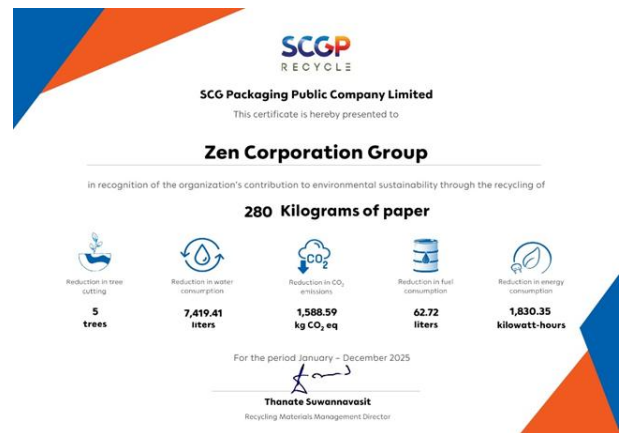 SCGP
RECYCLE
SCG Packaging Public Company Limited
This certificate is hereby presented to
Zen Corporation Group
in recognition of the organization's contribution to environmental sustainability through the recycling of
280 Kilograms of paper
CO₂
Reduction in tree cutting
5 trees
Reduction in water consumption
7,419.41 liters
Reduction in CO₂ emissions
1,588.59 kg CO₂ eq
Reduction in fuel consumption
62.72 liters
Reduction in energy consumption
1,830.35 kilowatt-hours
For the period January – December 2025
Thanate Suwannavasit
Recycling Materials Management Director